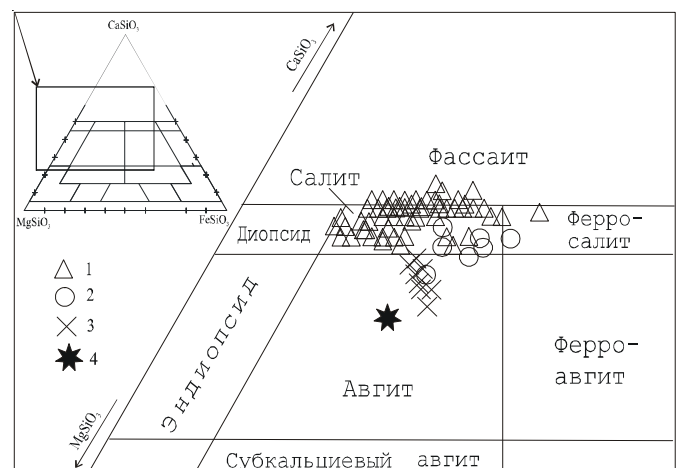 CaSiO₃
CaSiO₃
MgSiO₃
FeSiO₃
Фассаит
Салит
Диопсид
Ферро-
салит
1
2
3
4
Эндиопсид
Ферро-
авгит
Авгит
MgSiO₃
Субкальциевый авгит